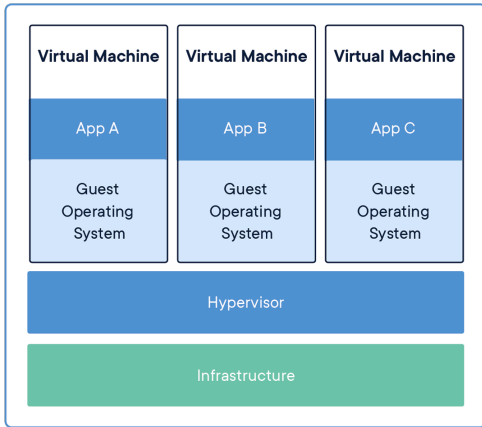 Virtual Machine
Virtual Machine
Virtual Machine
App A
App B
App C
Guest
Operating
System
Guest
Operating
System
Guest
Operating
System
Hypervisor
Infrastructure